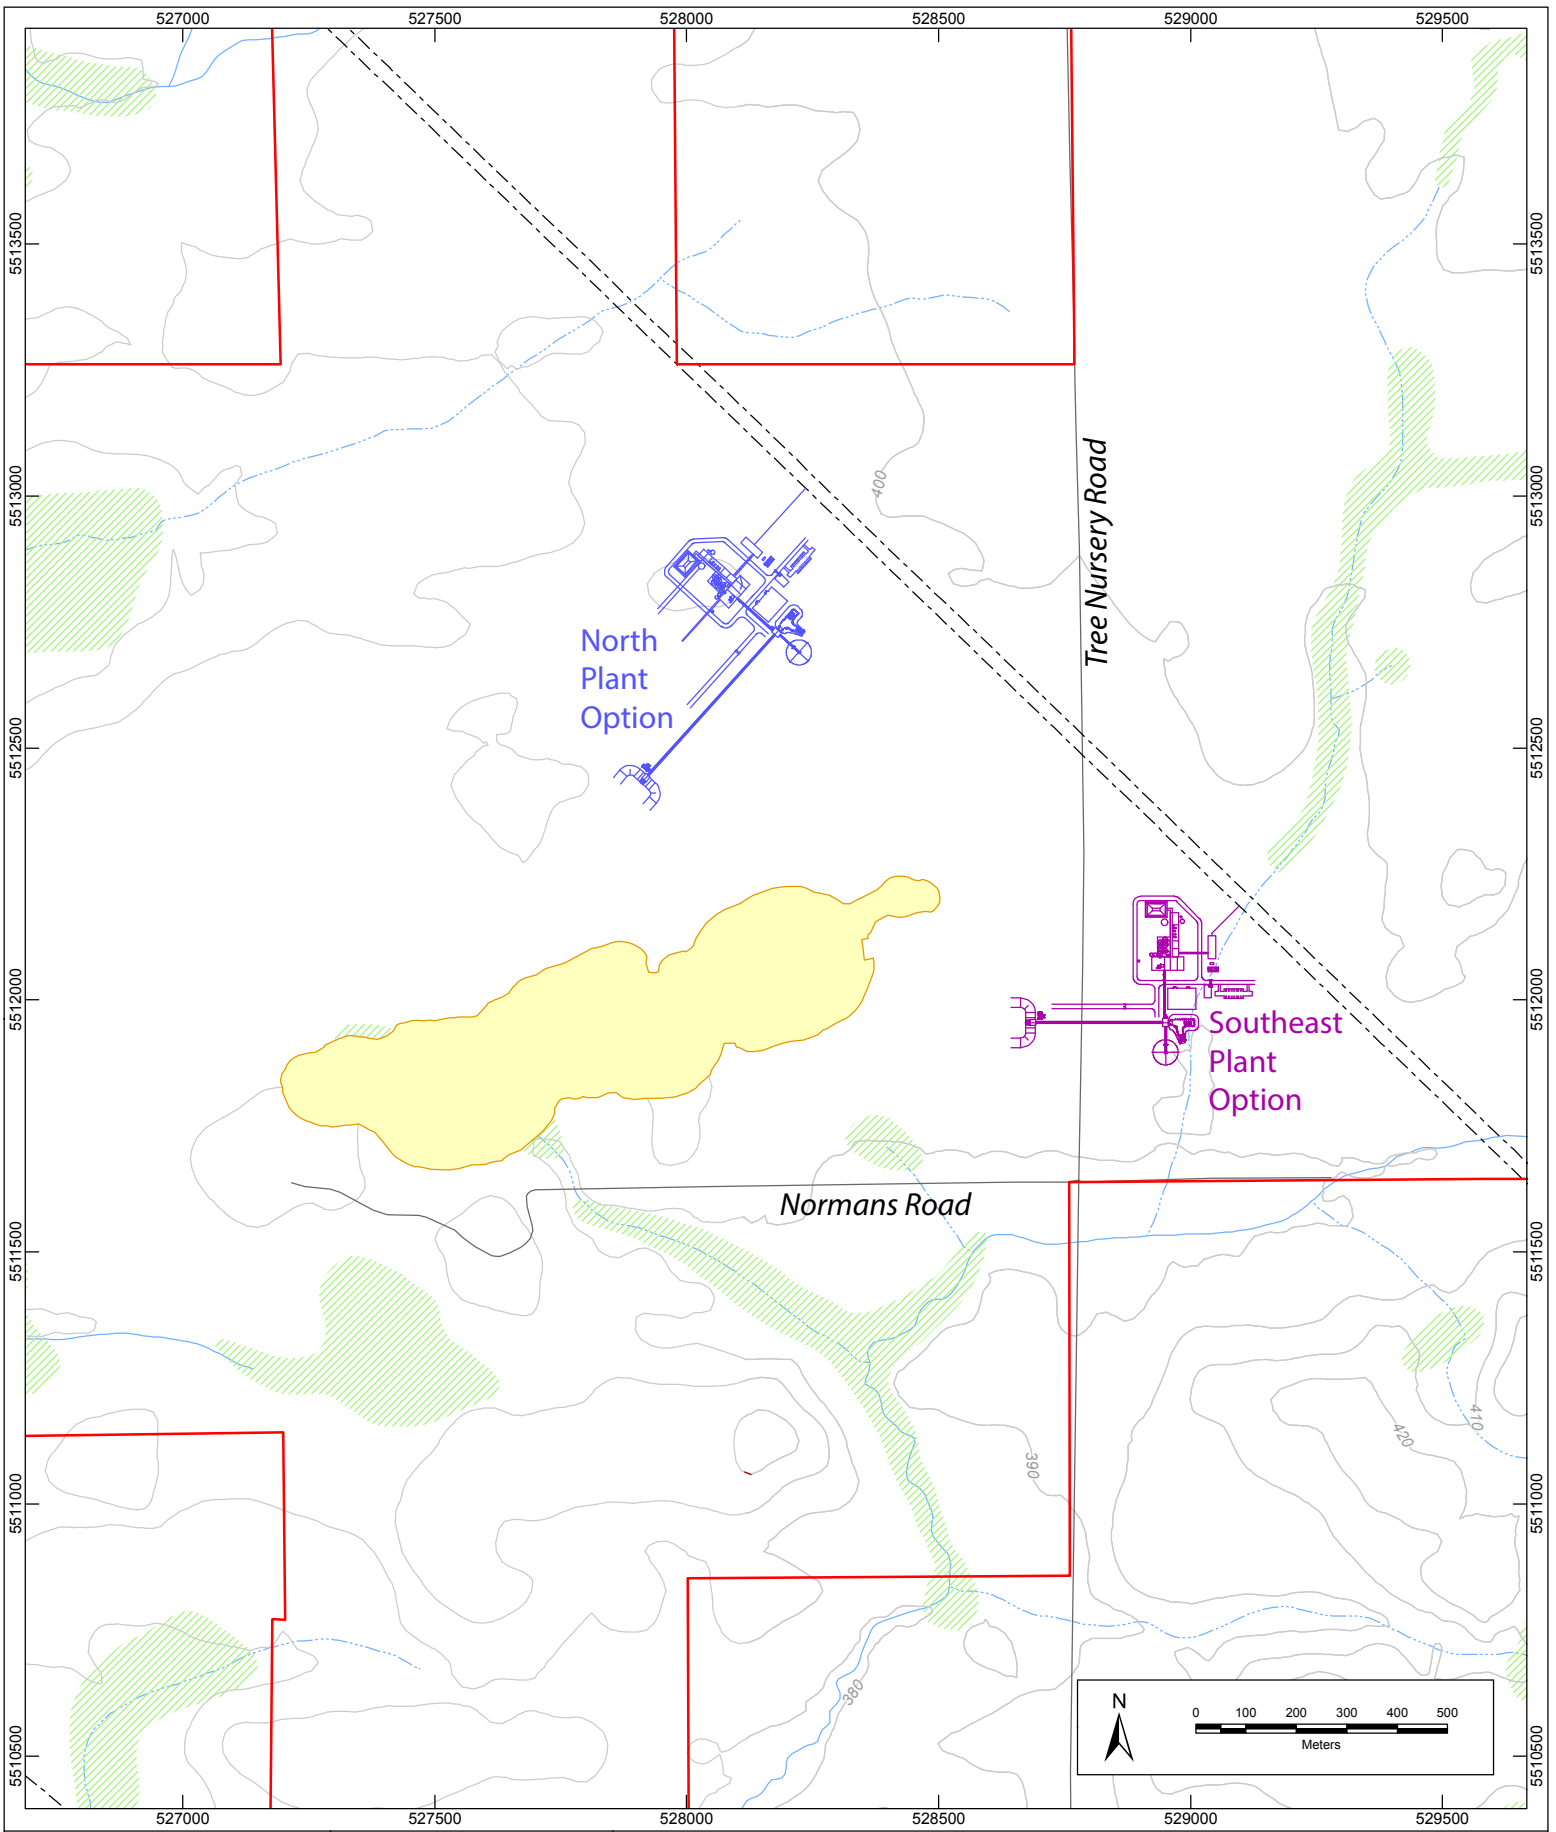 527000 527500 528000 528500 529000 529500
5513500 5513500
400
Tree Nursery Road
5513000 5513000
North
Plant
Option
5512500 5512500
5512000 5512000
Southeast
Plant
Option
Normans Road
5511500 5511500
410
420
390
5511000 5511000
380
N
0 100 200 300 400 500
Meters
5510500 5510500
527000 527500 528000 528500 529000 529500